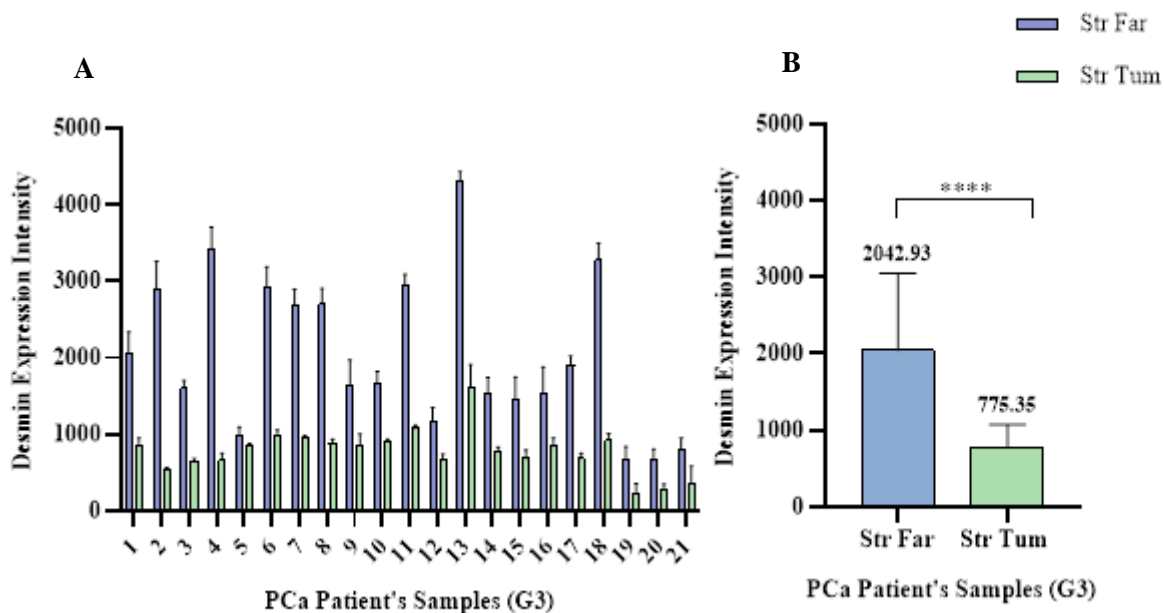 Str Far
Str Tum
A
B
Desmin Expression Intensity
5000
4000
3000
2000
1000
0
1 2 3 4 5 6 7 8 9 10 11 12 13 14 15 16 17 18 19 20 21
PCa Patient's Samples (G3)
Desmin Expression Intensity
5000
4000
3000
2000
1000
0
****
2042.93
775.35
Str Far Str Tum
PCa Patient's Samples (G3)